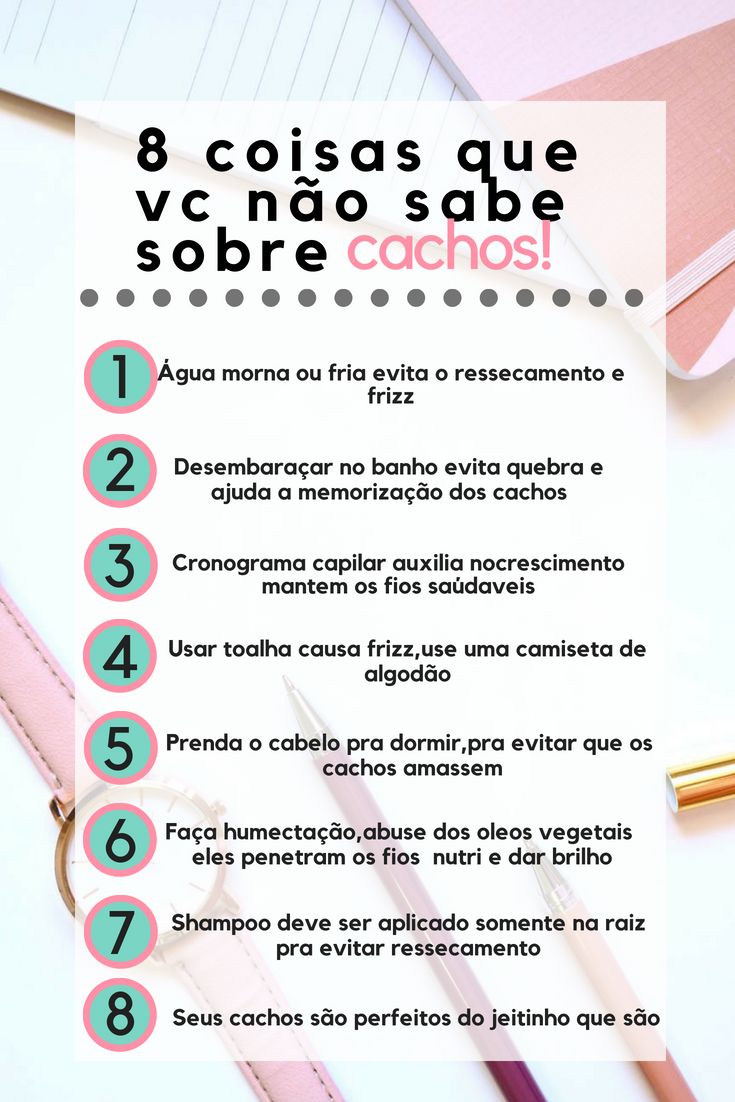 8 coisas que
vc não sabe
sobre cachos!
1
Água morna ou fria evita o ressecamento e
frizz
2
Desembaraçar no banho evita quebra e
ajuda a memorização dos cachos
3
Cronograma capilar auxilia nocrescimento
mantem os fios saúdaveis
4
Usar toalha causa frizz,use uma camiseta de
algodão
5
Prenda o cabelo pra dormir,pra evitar que os
cachos amassem
6
Faça humectação,abuse dos oleos vegetais
eles penetram os fios nutri e dar brilho
7
Shampoo deve ser aplicado somente na raiz
pra evitar ressecamento
8
Seus cachos são perfeitos do jeitinho que são